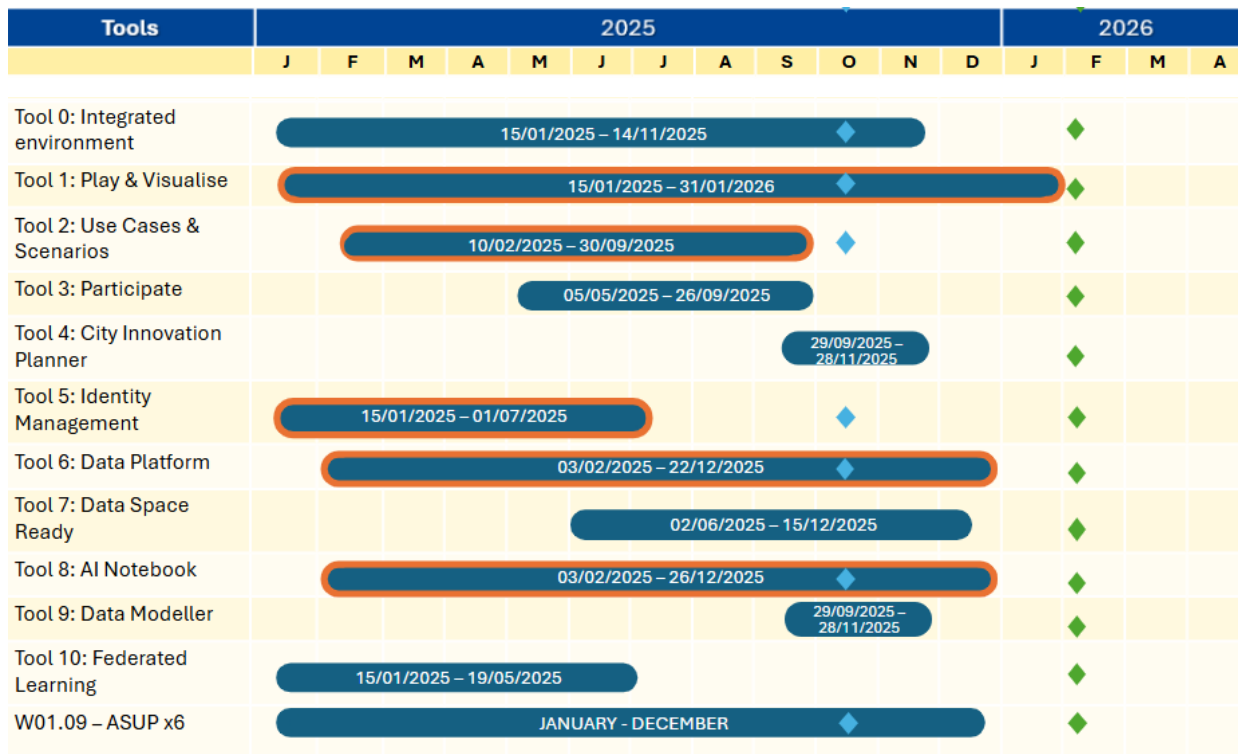 Tools 2025 2026
J F M A M J J A S O N D J F M A
Tool 0: Integrated
environment
15/01/2025 – 14/11/2025
Tool 1: Play & Visualise
15/01/2025 – 31/01/2026
Tool 2: Use Cases &
Scenarios
10/02/2025 – 30/09/2025
Tool 3: Participate
05/05/2025 – 26/09/2025
Tool 4: City Innovation
Planner
29/09/2025 –
28/11/2025
Tool 5: Identity
Management
15/01/2025 – 01/07/2025
Tool 6: Data Platform
03/02/2025 – 22/12/2025
Tool 7: Data Space
Ready
02/06/2025 – 15/12/2025
Tool 8: AI Notebook
03/02/2025 – 26/12/2025
Tool 9: Data Modeller
29/09/2025 –
28/11/2025
Tool 10: Federated
Learning
15/01/2025 – 19/05/2025
W01.09 – ASUP x6
JANUARY - DECEMBER